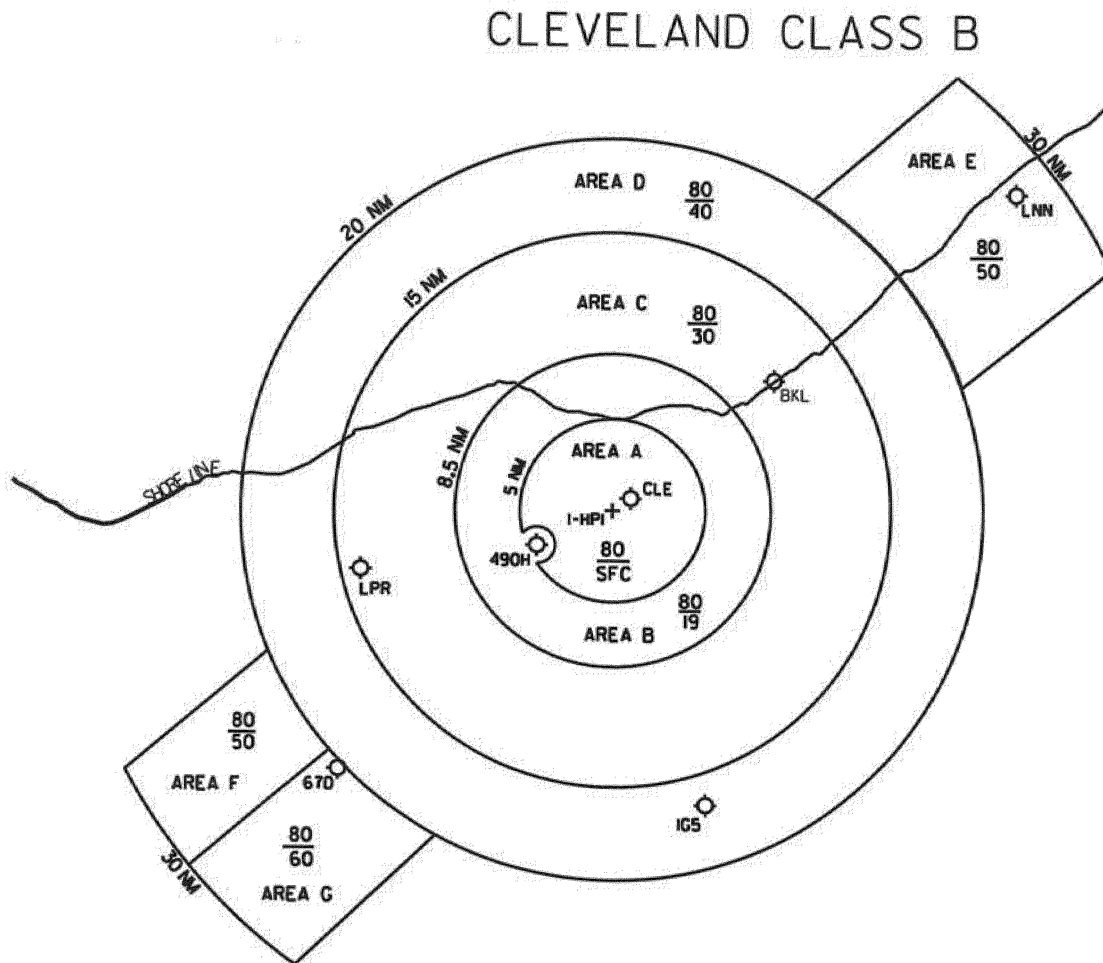 CLEVELAND CLASS B
30 NM
AREA E
LNN
80
50
AREA D
80
40
20 NM
15 NM
AREA C
80
30
BKL
8.5 NM
5 NM
AREA A
SHORE LINE
CLE
I-HPI
490H
80
SFC
LPR
80
19
AREA B
80
50
AREA F
67D
80
60
1G5
30 NM
AREA G